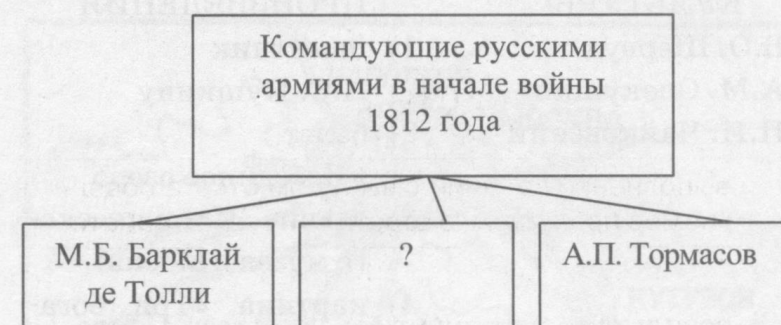 Командующие русскими
армиями в начале войны
1812 года
М.Б. Барклай
де Толли
?
А.П. Тормасов